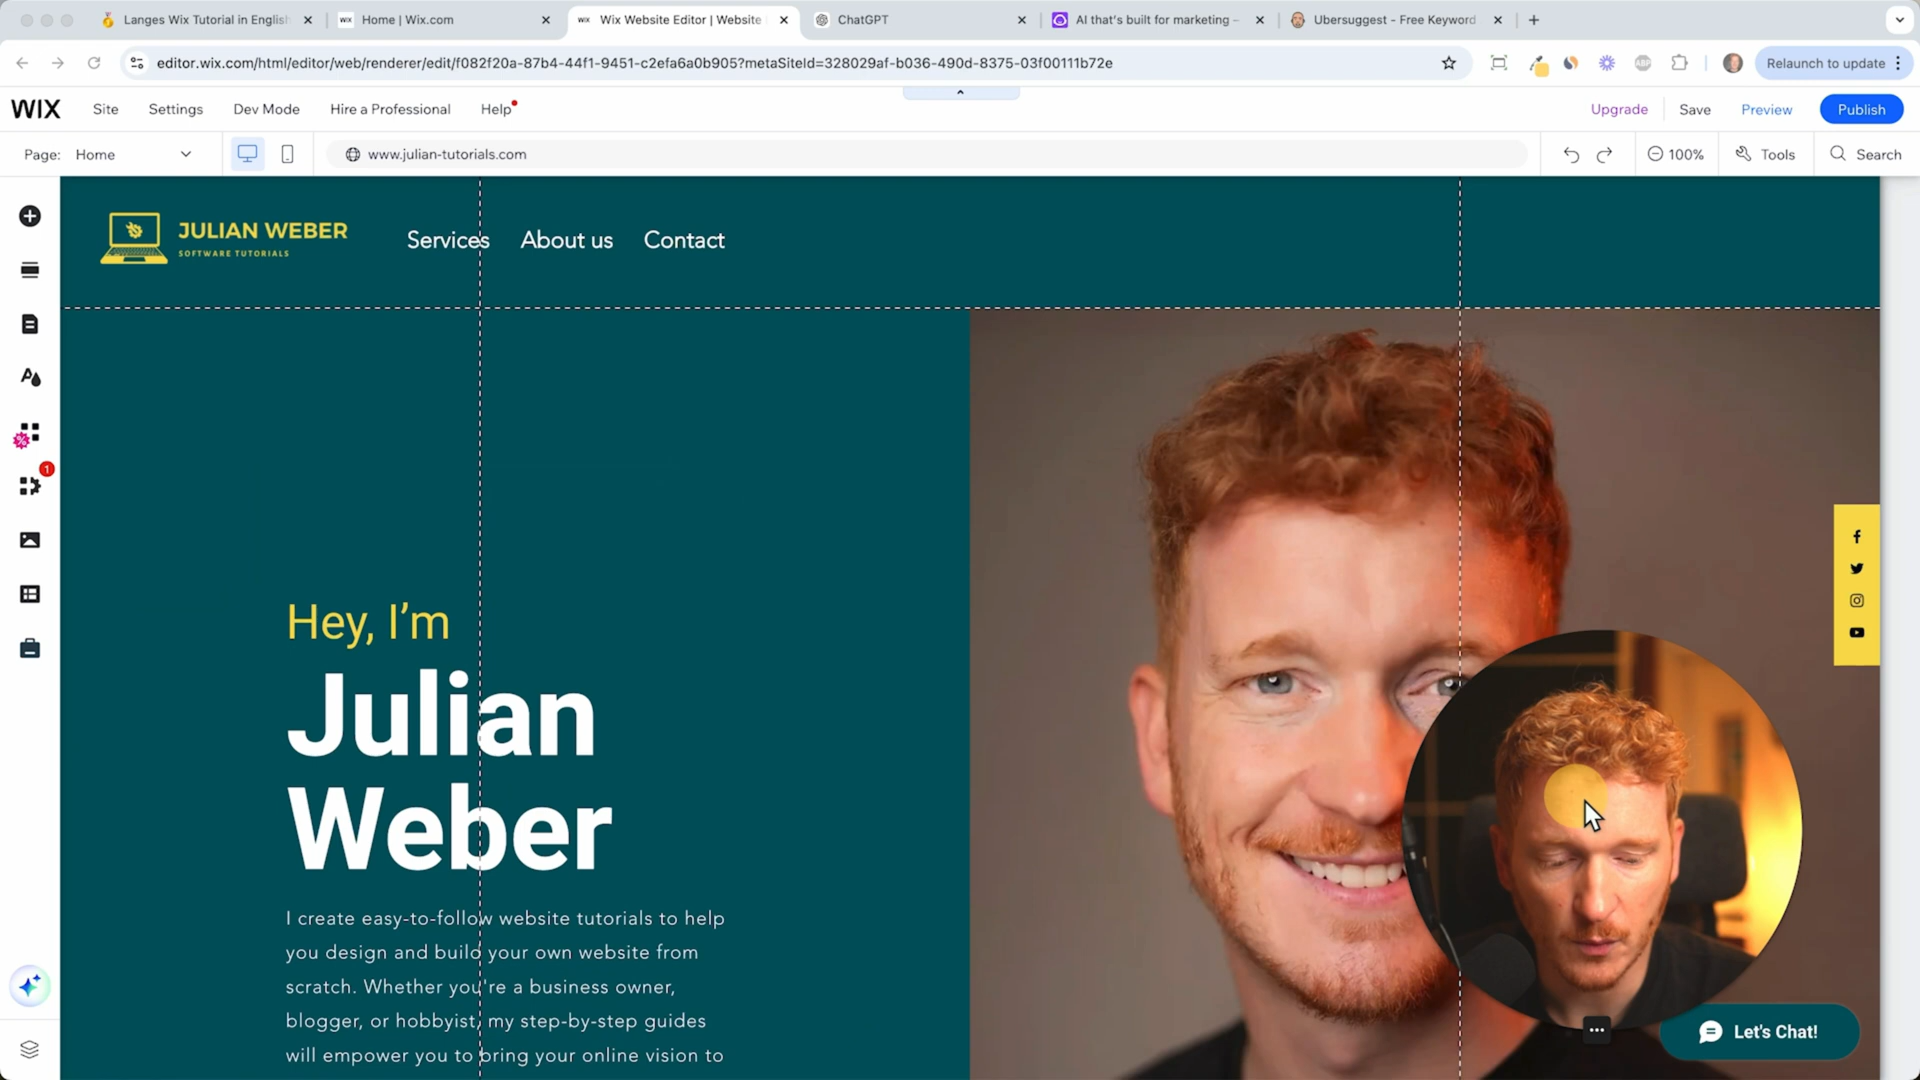 Langes Wix Tutorial in English
Home | Wix.com
WIX Wix Website Editor | Website
ChatGPT
AI that's built for marketing –
Ubersuggest - Free Keyword
editor.wix.com/html/editor/web/renderer/edit/f082f20a-87b4-44f1-9451-c2efa6a0b905?metaSiteId=328029af-b036-490d-8375-03f00111b72e
ABP
Relaunch to update
WIX
Site
Settings
Dev Mode
Hire a Professional
Help
Upgrade
Save
Preview
Publish
Page: Home
www.julian-tutorials.com
100%
Tools
Search
JULIAN WEBER
SOFTWARE TUTORIALS
Services
About us
Contact
1
Hey, I’m
Julian
Weber
I create easy-to-follow website tutorials to help
you design and build your own website from
scratch. Whether you're a business owner,
blogger, or hobbyist, my step-by-step guides
will empower you to bring your online vision to
Let's Chat!